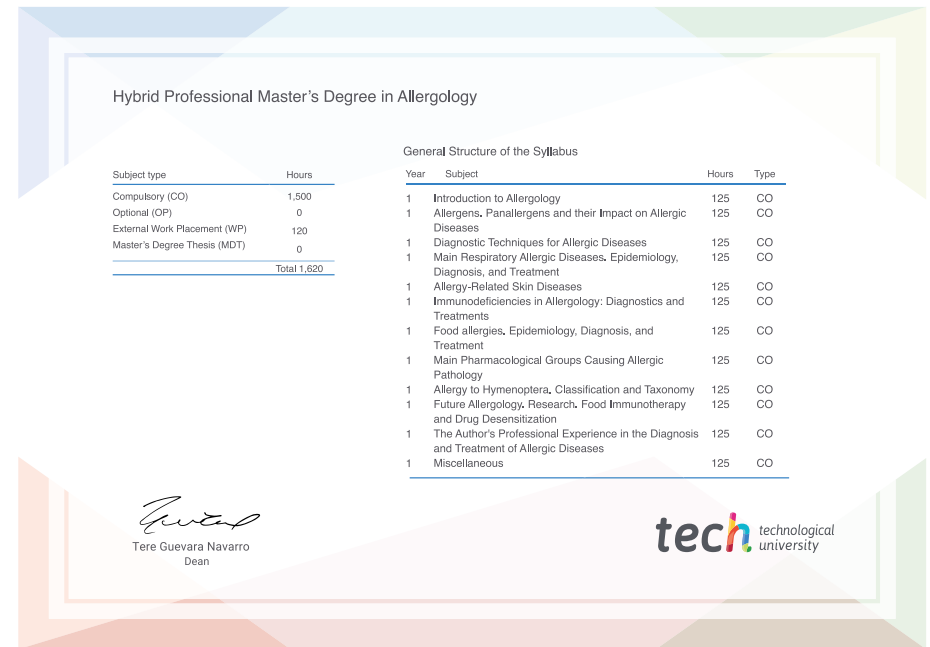 Hybrid Professional Master's Degree in Allergology
General Structure of the Syllabus
Subject type Hours
Compulsory (CO) 1,500
Optional (OP) 0
External Work Placement (WP) 120
Master's Degree Thesis (MDT) 0
Total 1,620
Year Subject Hours Type
1 Introduction to Allergology 125 CO
1 Allergens. Panallergens and their Impact on Allergic 125 CO
Diseases
1 Diagnostic Techniques for Allergic Diseases 125 CO
1 Main Respiratory Allergic Diseases. Epidemiology, 125 CO
Diagnosis, and Treatment
1 Allergy-Related Skin Diseases 125 CO
1 Immunodeficiencies in Allergology: Diagnostics and 125 CO
Treatments
1 Food allergies. Epidemiology, Diagnosis, and 125 CO
Treatment
1 Main Pharmacological Groups Causing Allergic 125 CO
Pathology
1 Allergy to Hymenoptera. Classification and Taxonomy 125 CO
1 Future Allergology. Research. Food Immunotherapy 125 CO
and Drug Desensitization
1 The Author's Professional Experience in the Diagnosis 125 CO
and Treatment of Allergic Diseases
1 Miscellaneous 125 CO
Tere Guevara Navarro
Dean
tech technological
university